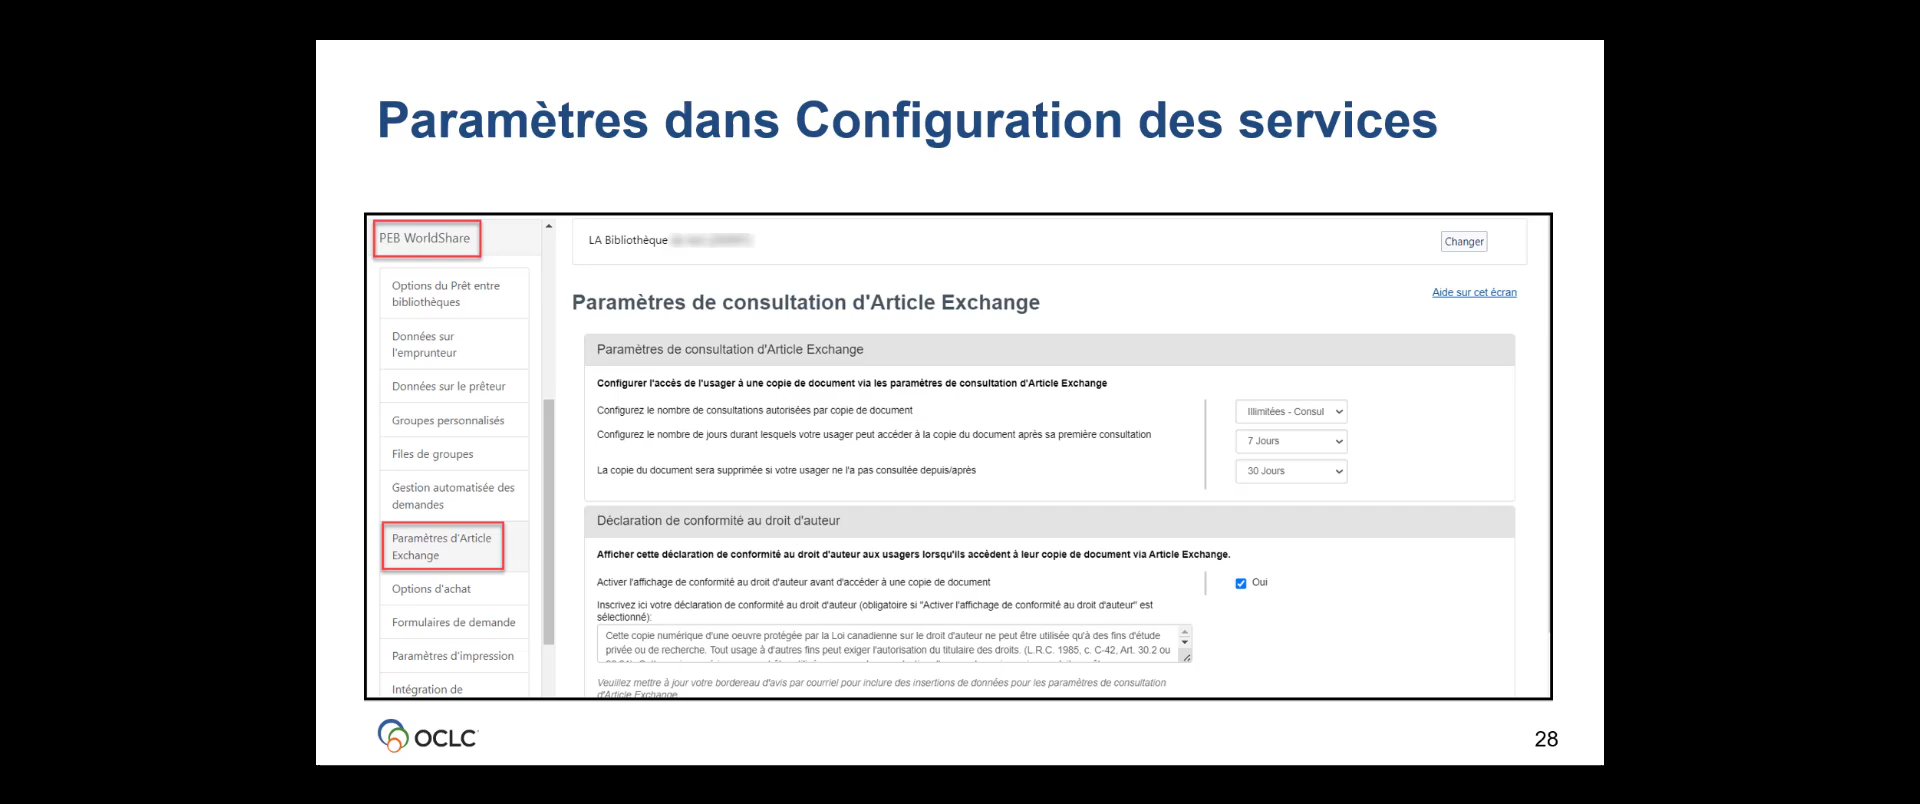 Paramètres dans Configuration des services
PEB WorldShare
Options du Prêt entre
bibliothèques
Données sur
l'emprunteur
Données sur le prêteur
Groupes personnalisés
Files de groupes
Gestion automatisée des
demandes
Paramètres d'Article
Exchange
Options d'achat
Formulaires de demande
Paramètres d'impression
Intégration de
LA Bibliothèque
Changer
Paramètres de consultation d'Article Exchange
Aide sur cet écran
Paramètres de consultation d'Article Exchange
Configurer l'accès de l'usager à une copie de document via les paramètres de consultation d'Article Exchange
Configurez le nombre de consultations autorisées par copie de document
Illimitées - Consul
Configurez le nombre de jours durant lesquels votre usager peut accéder à la copie du document après sa première consultation
7 Jours
La copie du document sera supprimée si votre usager ne l'a pas consultée depuis/après
30 Jours
Déclaration de conformité au droit d'auteur
Afficher cette déclaration de conformité au droit d'auteur aux usagers lorsqu'ils accèdent à leur copie de document via Article Exchange.
Activer l'affichage de conformité au droit d'auteur avant d'accéder à une copie de document
Oui
Inscrivez ici votre déclaration de conformité au droit d'auteur (obligatoire si "Activer l'affichage de conformité au droit d'auteur" est
sélectionné):
Cette copie numérique d'une oeuvre protégée par la Loi canadienne sur le droit d'auteur ne peut être utilisée qu'à des fins d'étude
privée ou de recherche. Tout usage à d'autres fins peut exiger l'autorisation du titulaire des droits. (L.R.C. 1985, c. C-42, Art. 30.2 ou
Veuillez mettre à jour votre bordereau d'avis par courriel pour inclure des insertions de données pour les paramètres de consultation
d'Article Exchange
OCLC
28